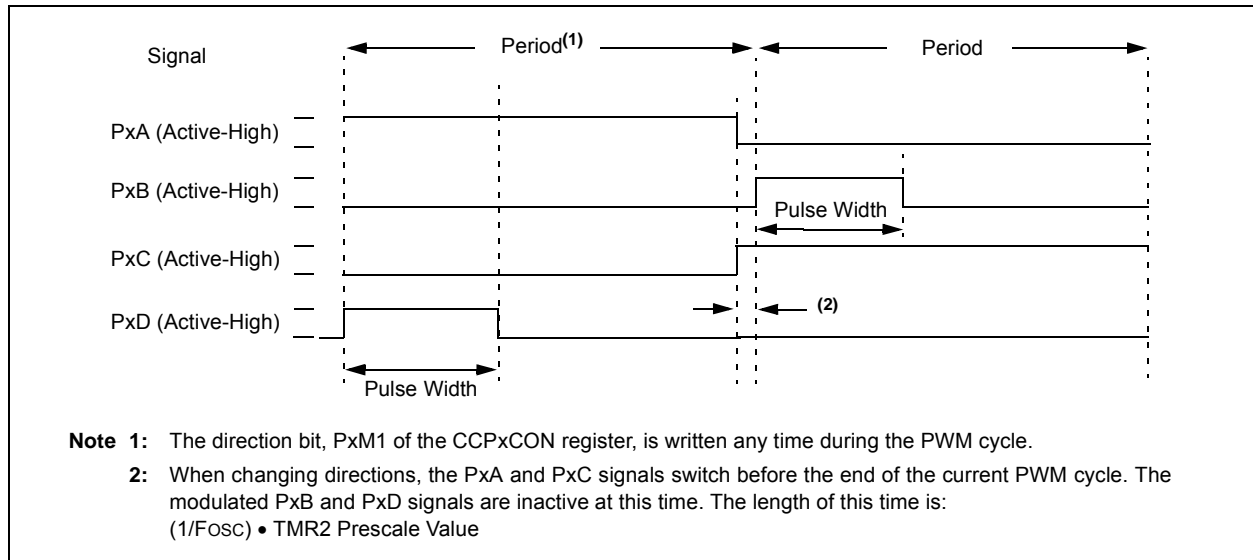 Signal
Period(1)
Period
PxA (Active-High)
PxB (Active-High)
Pulse Width
PxC (Active-High)
(2)
PxD (Active-High)
Pulse Width
Note 1: The direction bit, PxM1 of the CCPxCON register, is written any time during the PWM cycle.
2: When changing directions, the PxA and PxC signals switch before the end of the current PWM cycle. The
modulated PxB and PxD signals are inactive at this time. The length of this time is:
(1/FOSC) • TMR2 Prescale Value